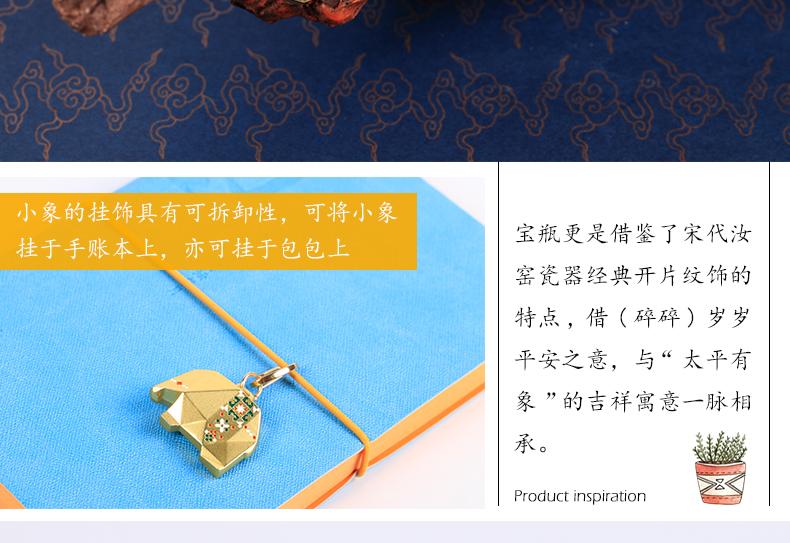 小象的挂饰具有可拆卸性，可将小象
挂于手账本上，亦可挂于包包上
宝瓶更是借鉴了宋代汝
窑瓷器经典开片纹饰的
特点，借（碎碎）岁岁
平安之意，与“太平有
象”的吉祥寓意一脉相
承。
Product inspiration